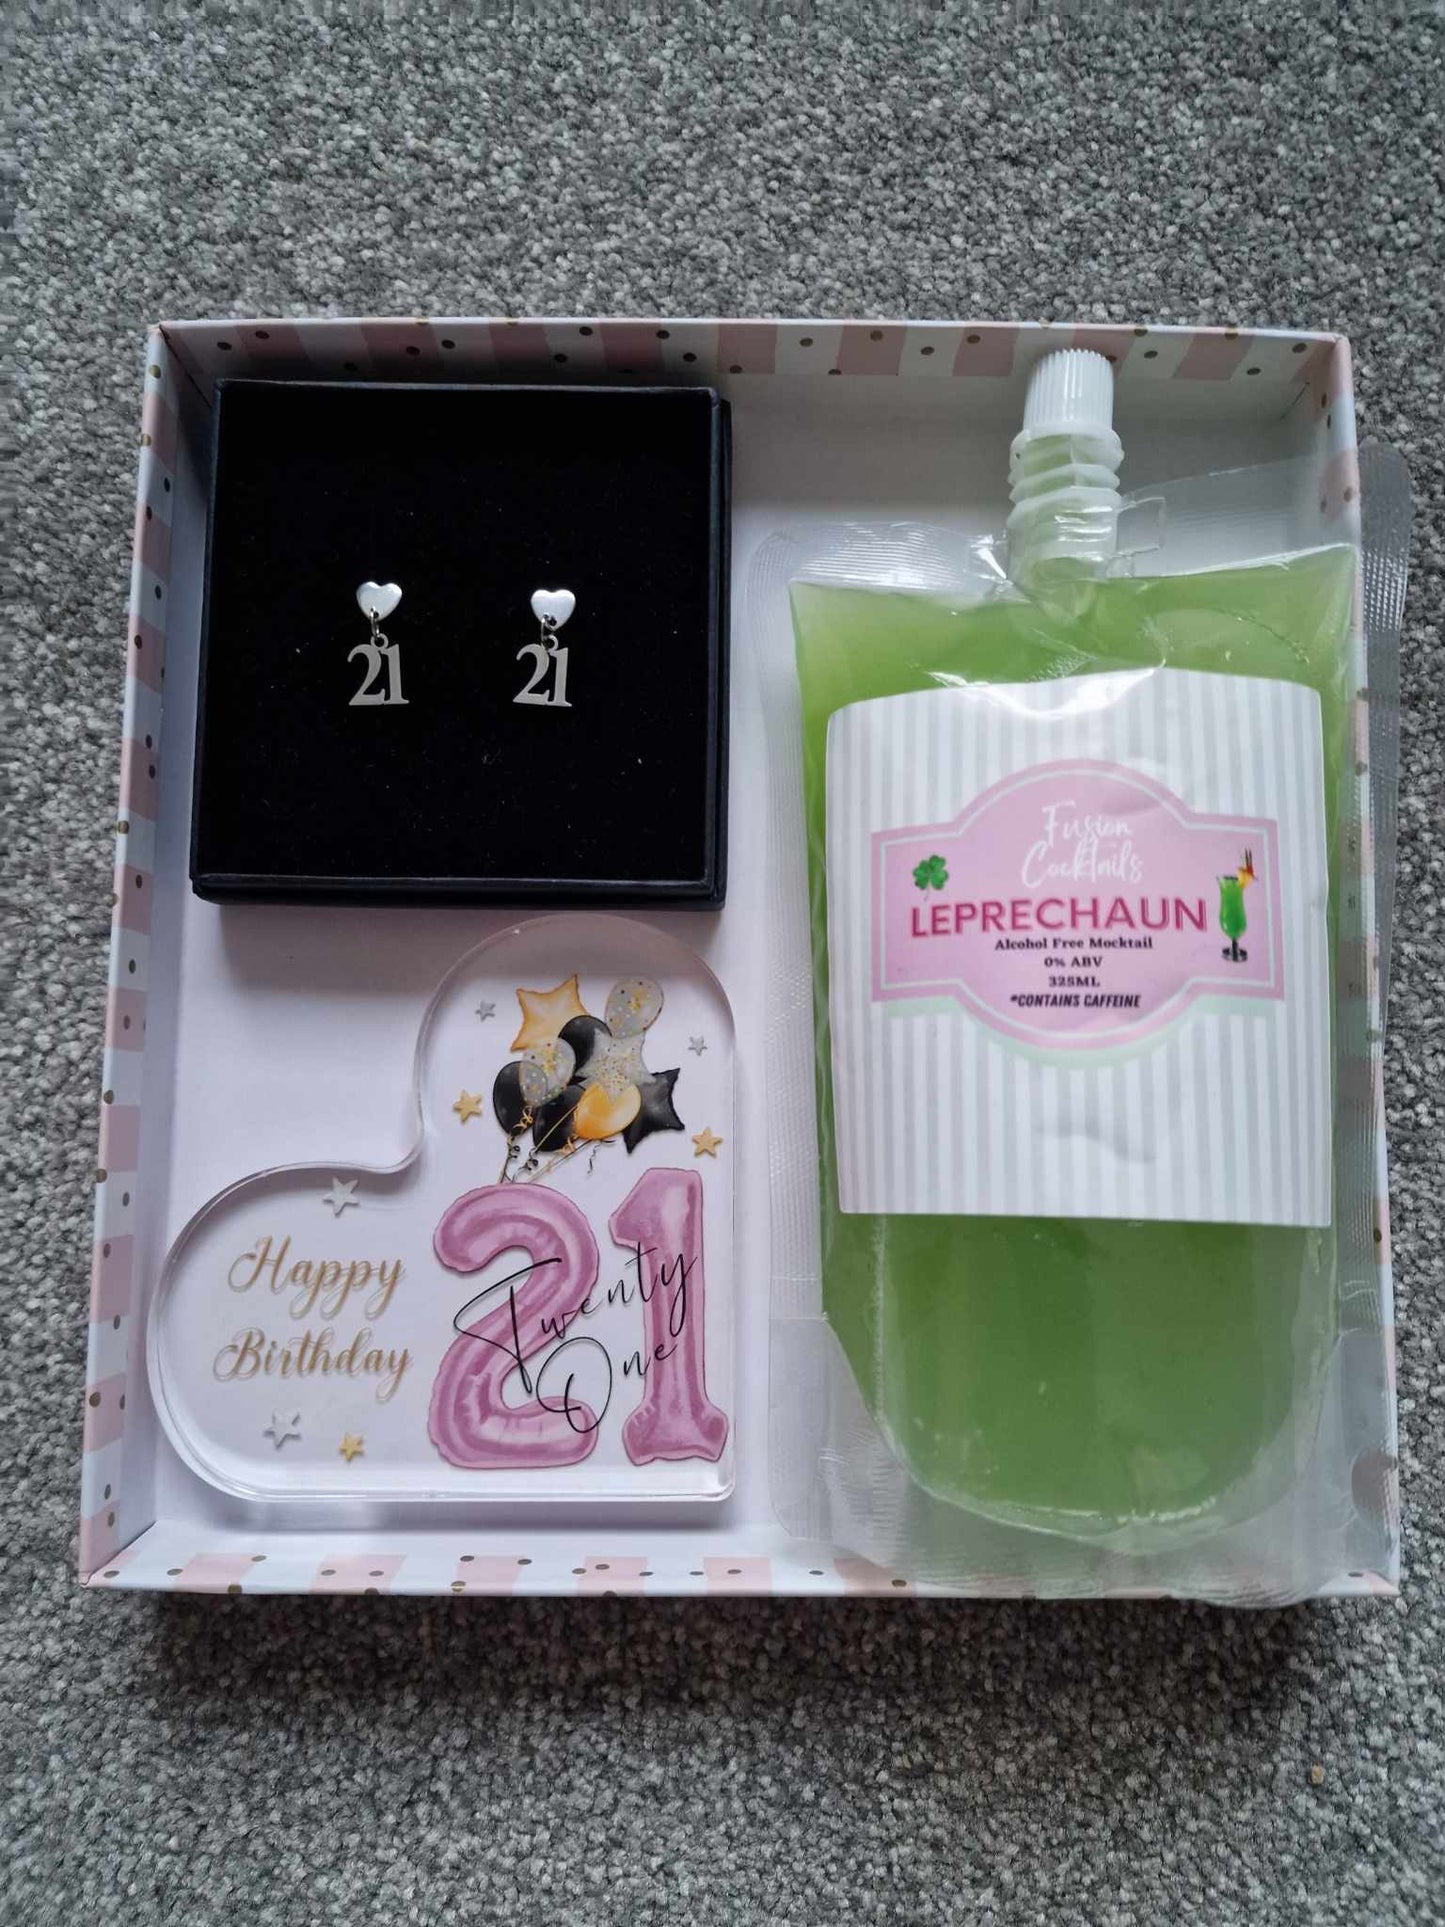 21
21
Fusion
Cocktails
LEPRECHAUN
Alcohol Free Mocktail
0% ABV
325ML
*CONTAINS CAFFEINE
Happy
Birthday
21
Twenty
One